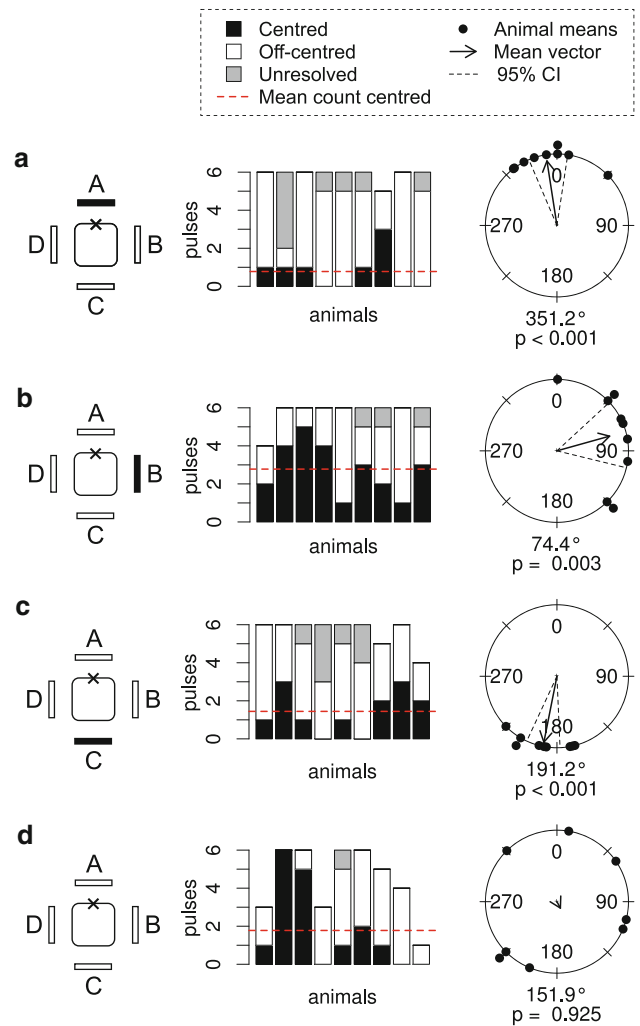 Centred
Off-centred
Unresolved
Mean count centred
Animal means
Mean vector
95% CI
a
A
D B
C
pulses
0 2 4 6
animals
0
270 90
180
351.2°
p < 0.001
b
A
D B
C
pulses
0 2 4 6
animals
0
270 90
180
74.4°
p = 0.003
c
A
D B
C
pulses
0 2 4 6
animals
0
270 90
180
191.2°
p < 0.001
d
A
D B
C
pulses
0 2 4 6
animals
0
270 90
180
151.9°
p = 0.925